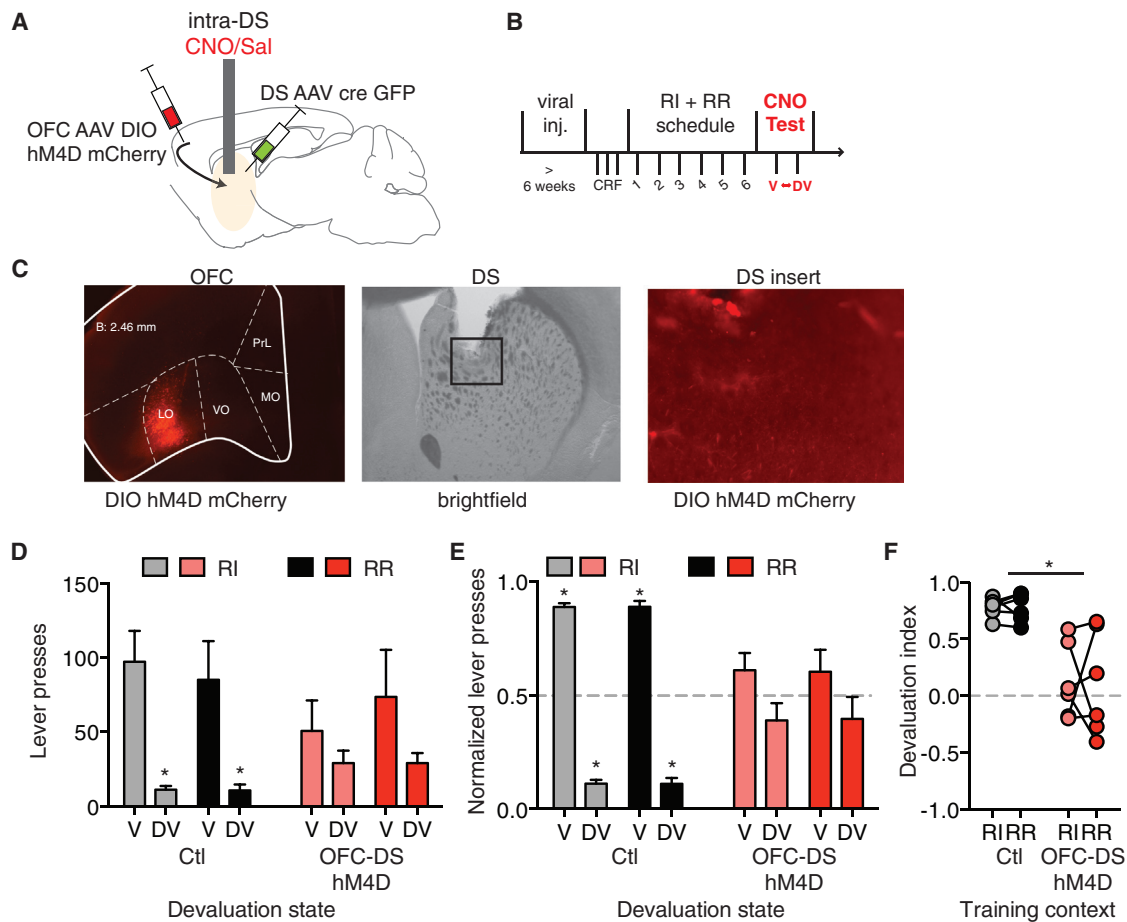 A
intra-DS
CNO/Sal
DS AAV cre GFP
OFC AAV DIO
hM4D mCherry
B
viral
inj.
RI + RR
schedule
CNO
Test
>
6 weeks
CRF
1 2 3 4 5 6
V ⬌ DV
C
OFC
DS
DS insert
B: 2.46 mm
PrL
MO
VO
LO
DIO hM4D mCherry
brightfield
DIO hM4D mCherry
D
RI
RR
Lever presses
150
100
50
0
* *
V DV V DV V DV V DV
Ctl
OFC-DS
hM4D
Devaluation state
E
RI
RR
Normalized lever presses
1.0
0.5
0.0
* * * *
V DV V DV V DV V DV
Ctl
OFC-DS
hM4D
Devaluation state
F
*
Devaluation index
1.0
0.5
0.0
-0.5
-1.0
RI RR RI RR
Ctl
OFC-DS
hM4D
Training context